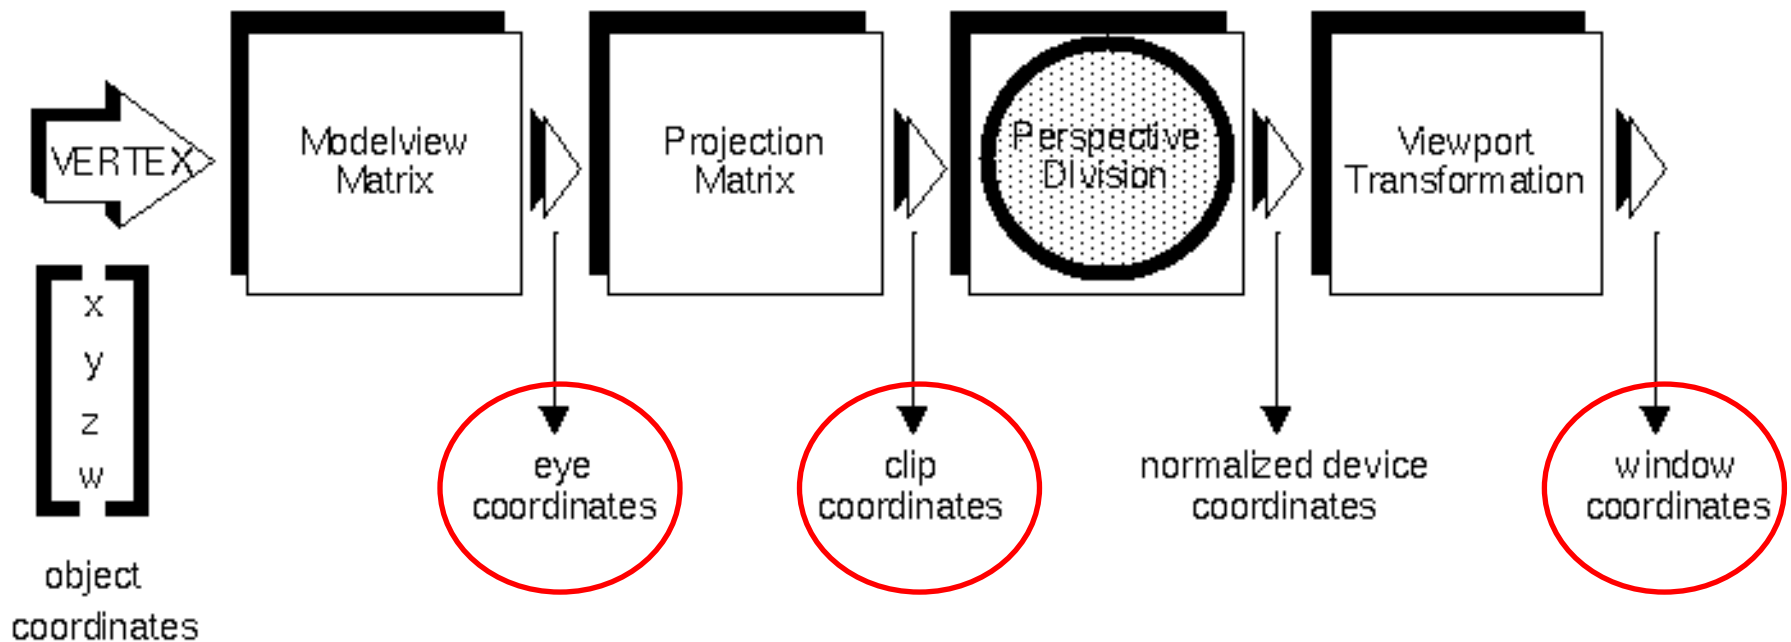 VERTEX
Modelview
Matrix
Projection
Matrix
Perspective
DIvision
Viewport
Transformation
x
y
z
w
object
coordinates
eye
coordinates
clip
coordinates
normalized device
coordinates
window
coordinates